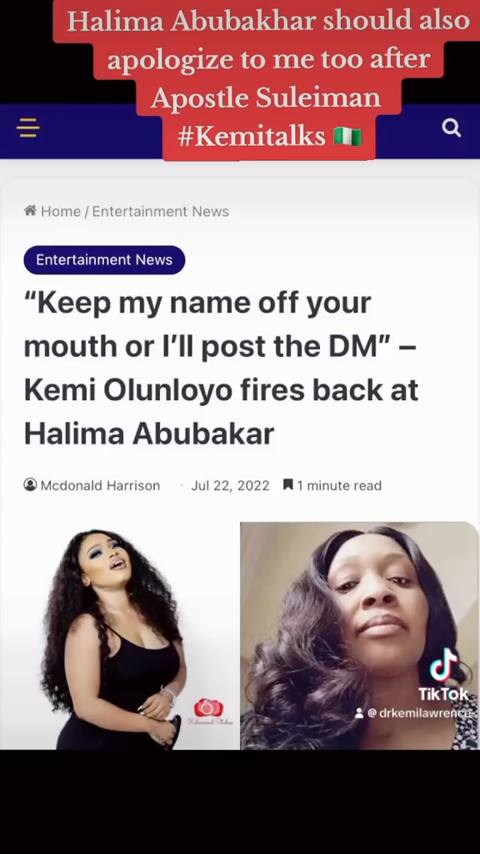 Halima Abubakhar should also
apologize to me too after
Apostle Suleiman
#Kemitalks
Home / Entertainment News
Entertainment News
“Keep my name off your
mouth or I’ll post the DM” –
Kemi Olunloyo fires back at
Halima Abubakar
Mcdonald Harrison · Jul 22, 2022 1 minute read
TikTok
@drkemilawrence